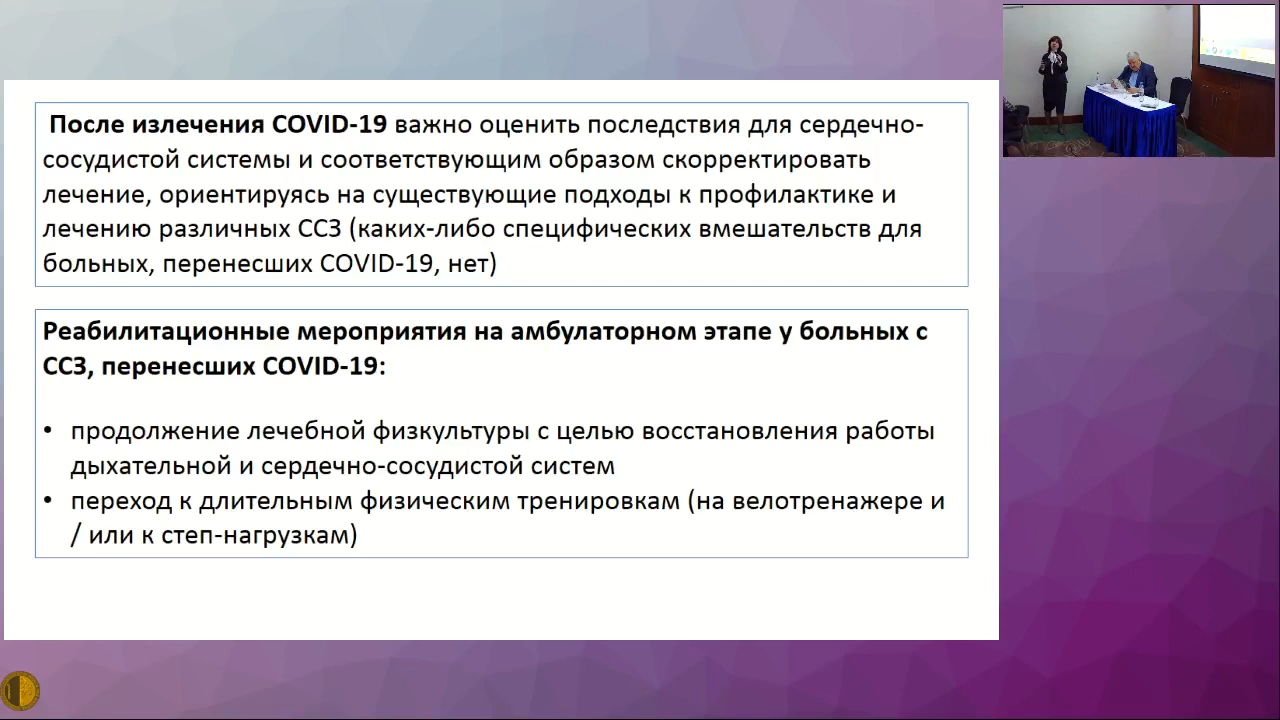 После излечения COVID-19 важно оценить последствия для сердечно-
сосудистой системы и соответствующим образом скорректировать
лечение, ориентируясь на существующие подходы к профилактике и
лечению различных ССЗ (каких-либо специфических вмешательств для
больных, перенесших COVID-19, нет)
Реабилитационные мероприятия на амбулаторном этапе у больных с
ССЗ, перенесших COVID-19:
• продолжение лечебной физкультуры с целью восстановления работы
дыхательной и сердечно-сосудистой систем
• переход к длительным физическим тренировкам (на велотренажере и
/ или к степ-нагрузкам)